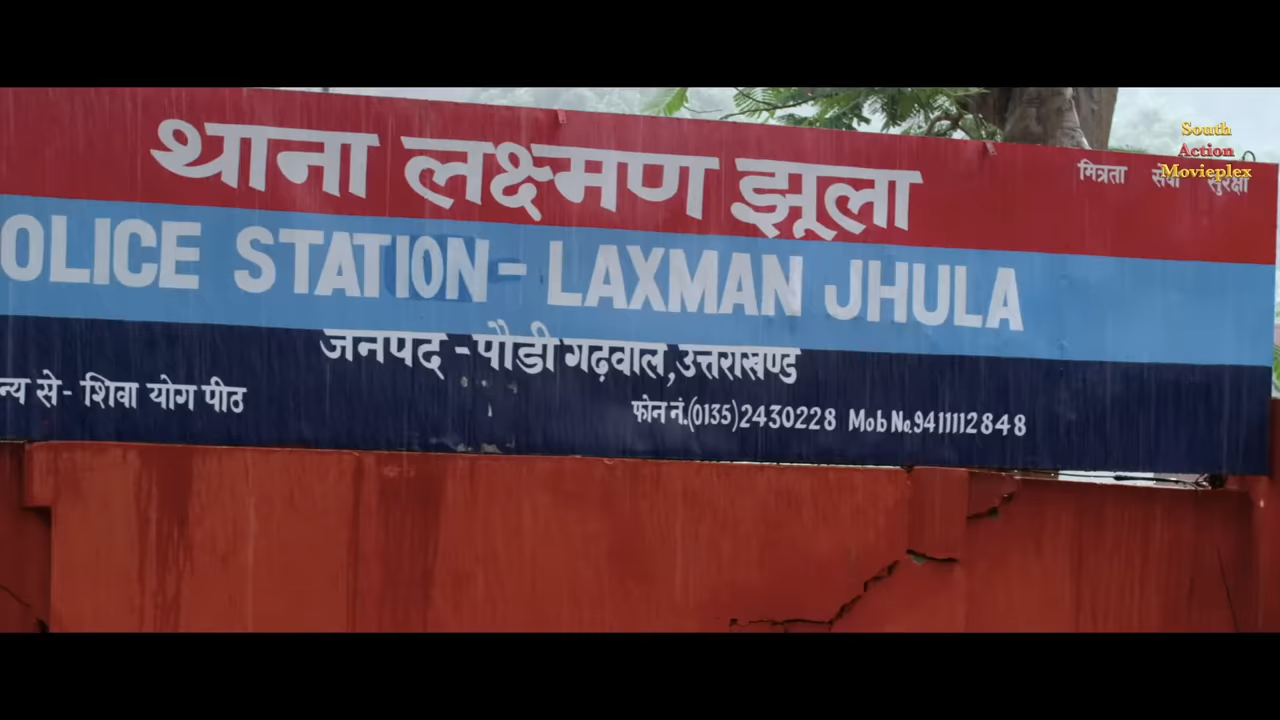 थाना लक्ष्मण झूला
मित्रता सेवा सुरक्षा
South
Action
Movieplex
OLICE STATION- LAXMAN JHULA
जनपद -पौडी गढ़वाल,उत्तराखण्ड
न्य से- शिवा योग पीठ
फोन नं.(0135)2430228 Mob No.9411112848